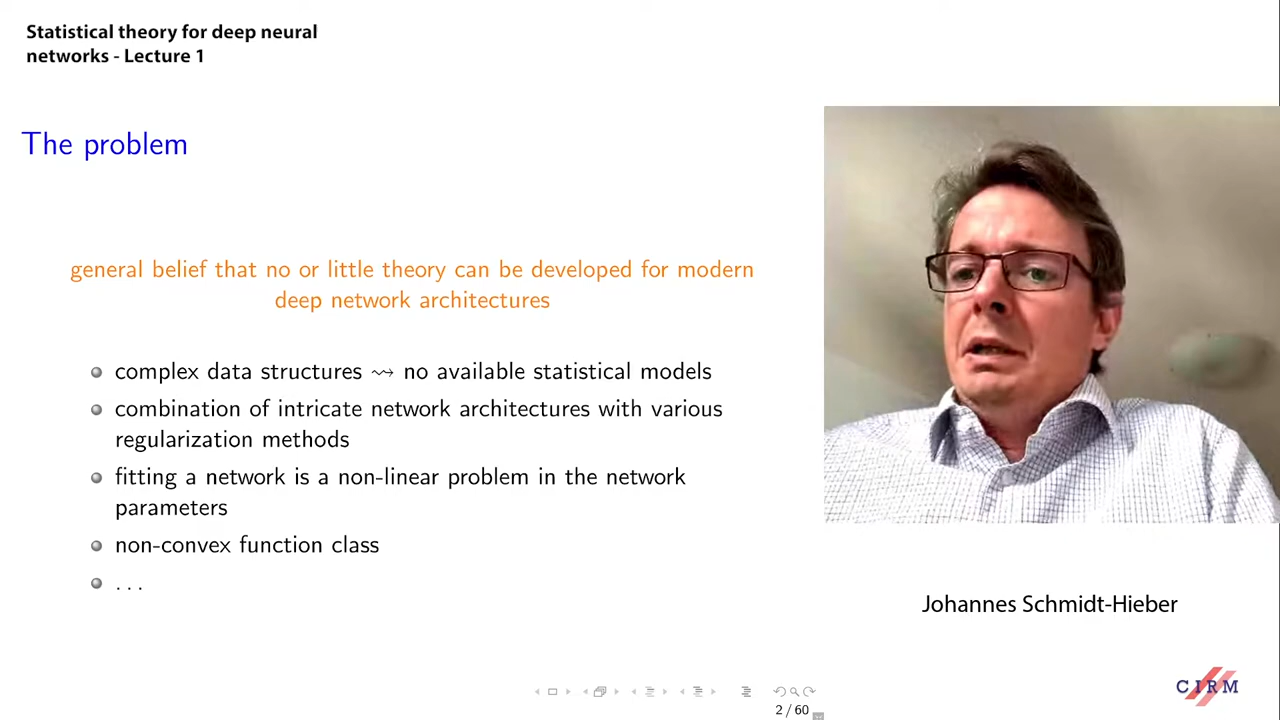 Statistical theory for deep neural
networks - Lecture 1
The problem
general belief that no or little theory can be developed for modern
deep network architectures
complex data structures ⇝ no available statistical models
combination of intricate network architectures with various
regularization methods
fitting a network is a non-linear problem in the network
parameters
non-convex function class
. . .
Johannes Schmidt-Hieber
CIRM
2 / 60